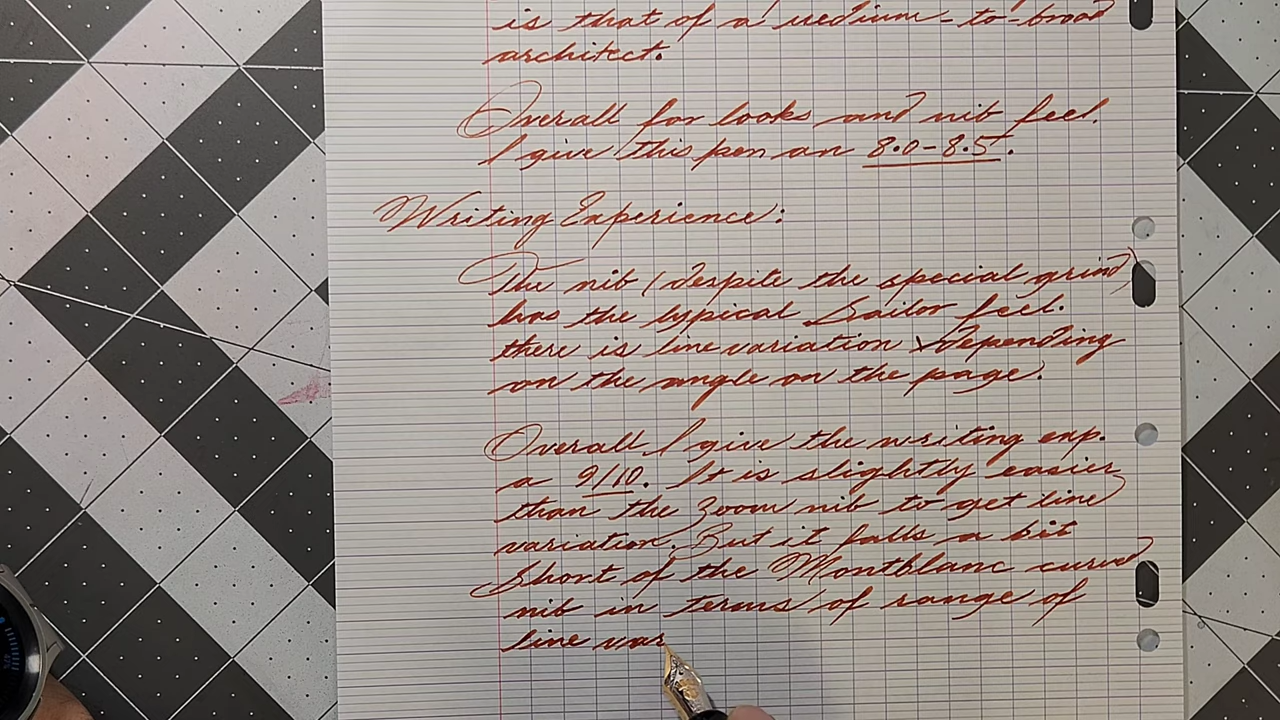 is that of a medium-to-broad
architect.
Overall for looks and nib feel.
I give this pen an 8.0-8.5.
Writing Experience:
The nib (despite the special grind)
has the typical Sailor feel.
there is line variation depending
on the angle on the page.
Overall I give the writing exp.
a 9/10. It is slightly easier
than the zoom nib to get line
variation. But it falls a bit
short of the Montblanc curved
nib in terms of range of
line var